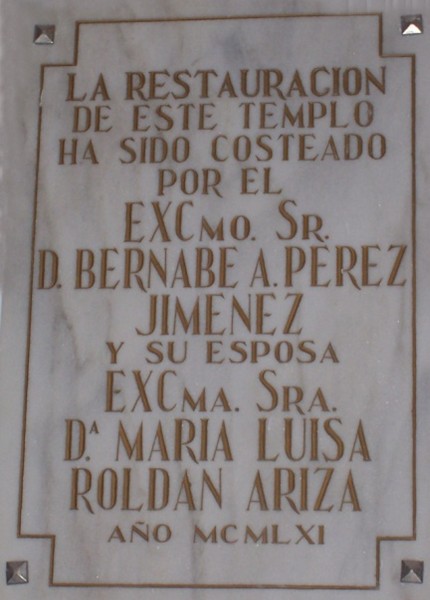 LA RESTAURACION
DE ESTE TEMPLO
HA SIDO COSTEADO
POR EL
EXCMO. SR.
D. BERNABE A. PEREZ
JIMENEZ
Y SU ESPOSA
EXCMA. SRA.
D.ª MARIA LUISA
ROLDAN ARIZA
AÑO MCMLXI